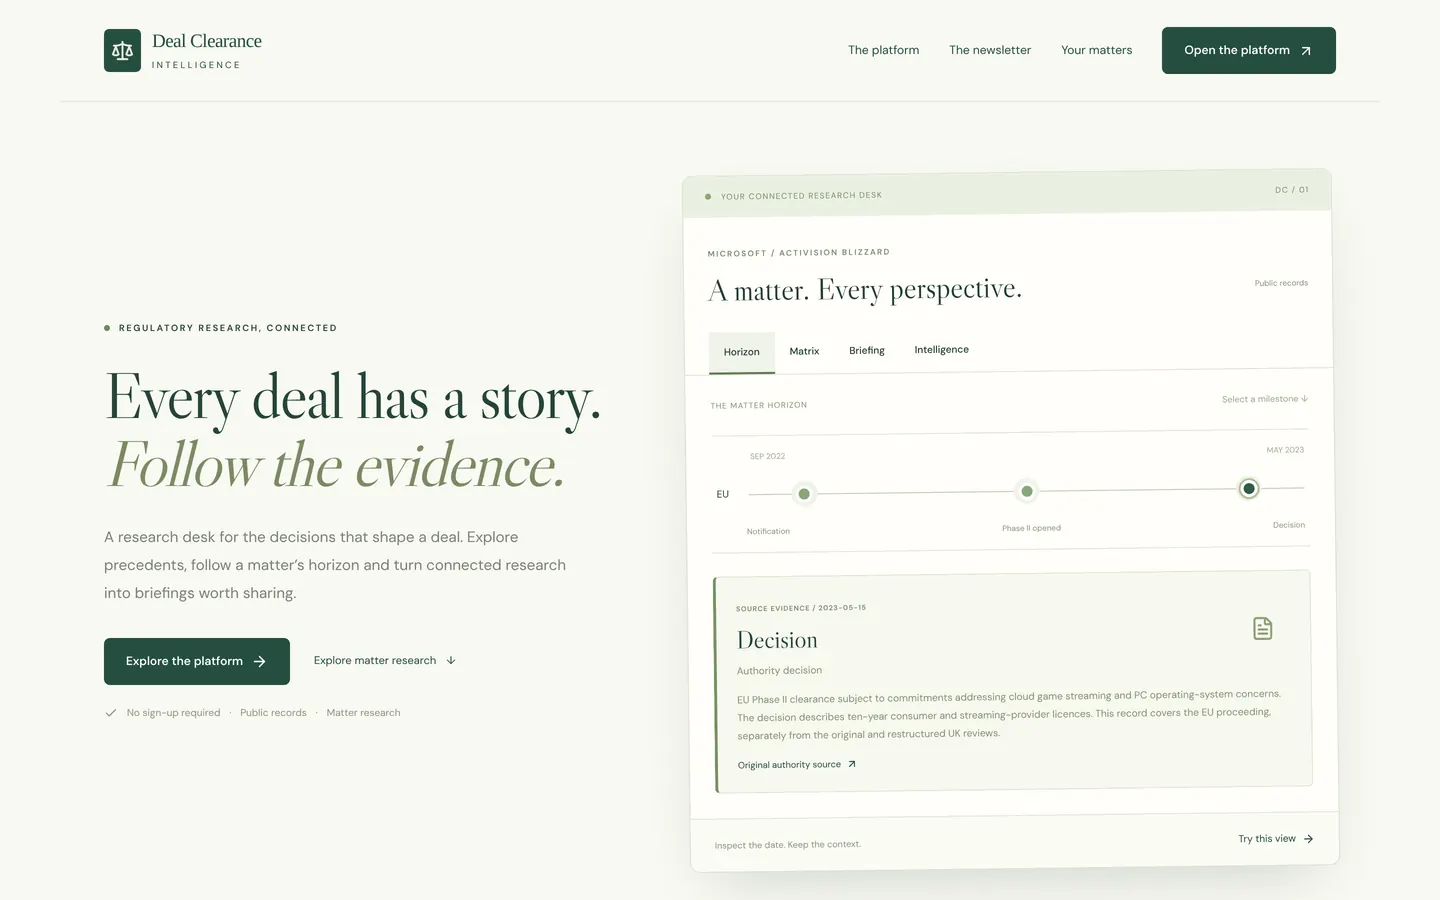 Deal Clearance
INTELLIGENCE
The platform
The newsletter
Your matters
Open the platform
REGULATORY RESEARCH, CONNECTED
Every deal has a story.
Follow the evidence.
A research desk for the decisions that shape a deal. Explore
precedents, follow a matter’s horizon and turn connected research
into briefings worth sharing.
Explore the platform
Explore matter research
No sign-up required · Public records · Matter research
YOUR CONNECTED RESEARCH DESK
DC / 01
MICROSOFT / ACTIVISION BLIZZARD
A matter. Every perspective.
Public records
Horizon
Matrix
Briefing
Intelligence
THE MATTER HORIZON
Select a milestone
SEP 2022
MAY 2023
EU
Notification
Phase II opened
Decision
SOURCE EVIDENCE / 2023-05-15
Decision
Authority decision
EU Phase II clearance subject to commitments addressing cloud game streaming and PC operating-system concerns.
The decision describes ten-year consumer and streaming-provider licences. This record covers the EU proceeding,
separately from the original and restructured UK reviews.
Original authority source
Inspect the date. Keep the context.
Try this view